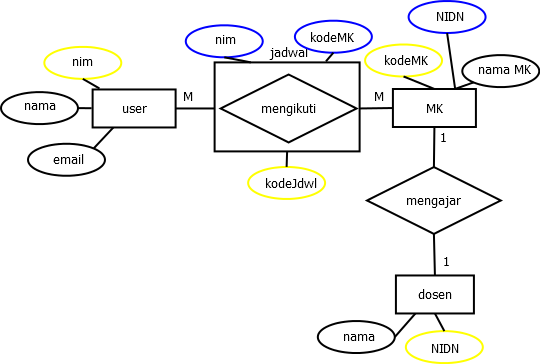 NIDN
nim
kodeMK
jadwal
nim
kodeMK
nama MK
nama
user
M
mengikuti
M
MK
email
1
kodeJdwl
mengajar
1
dosen
nama
NIDN